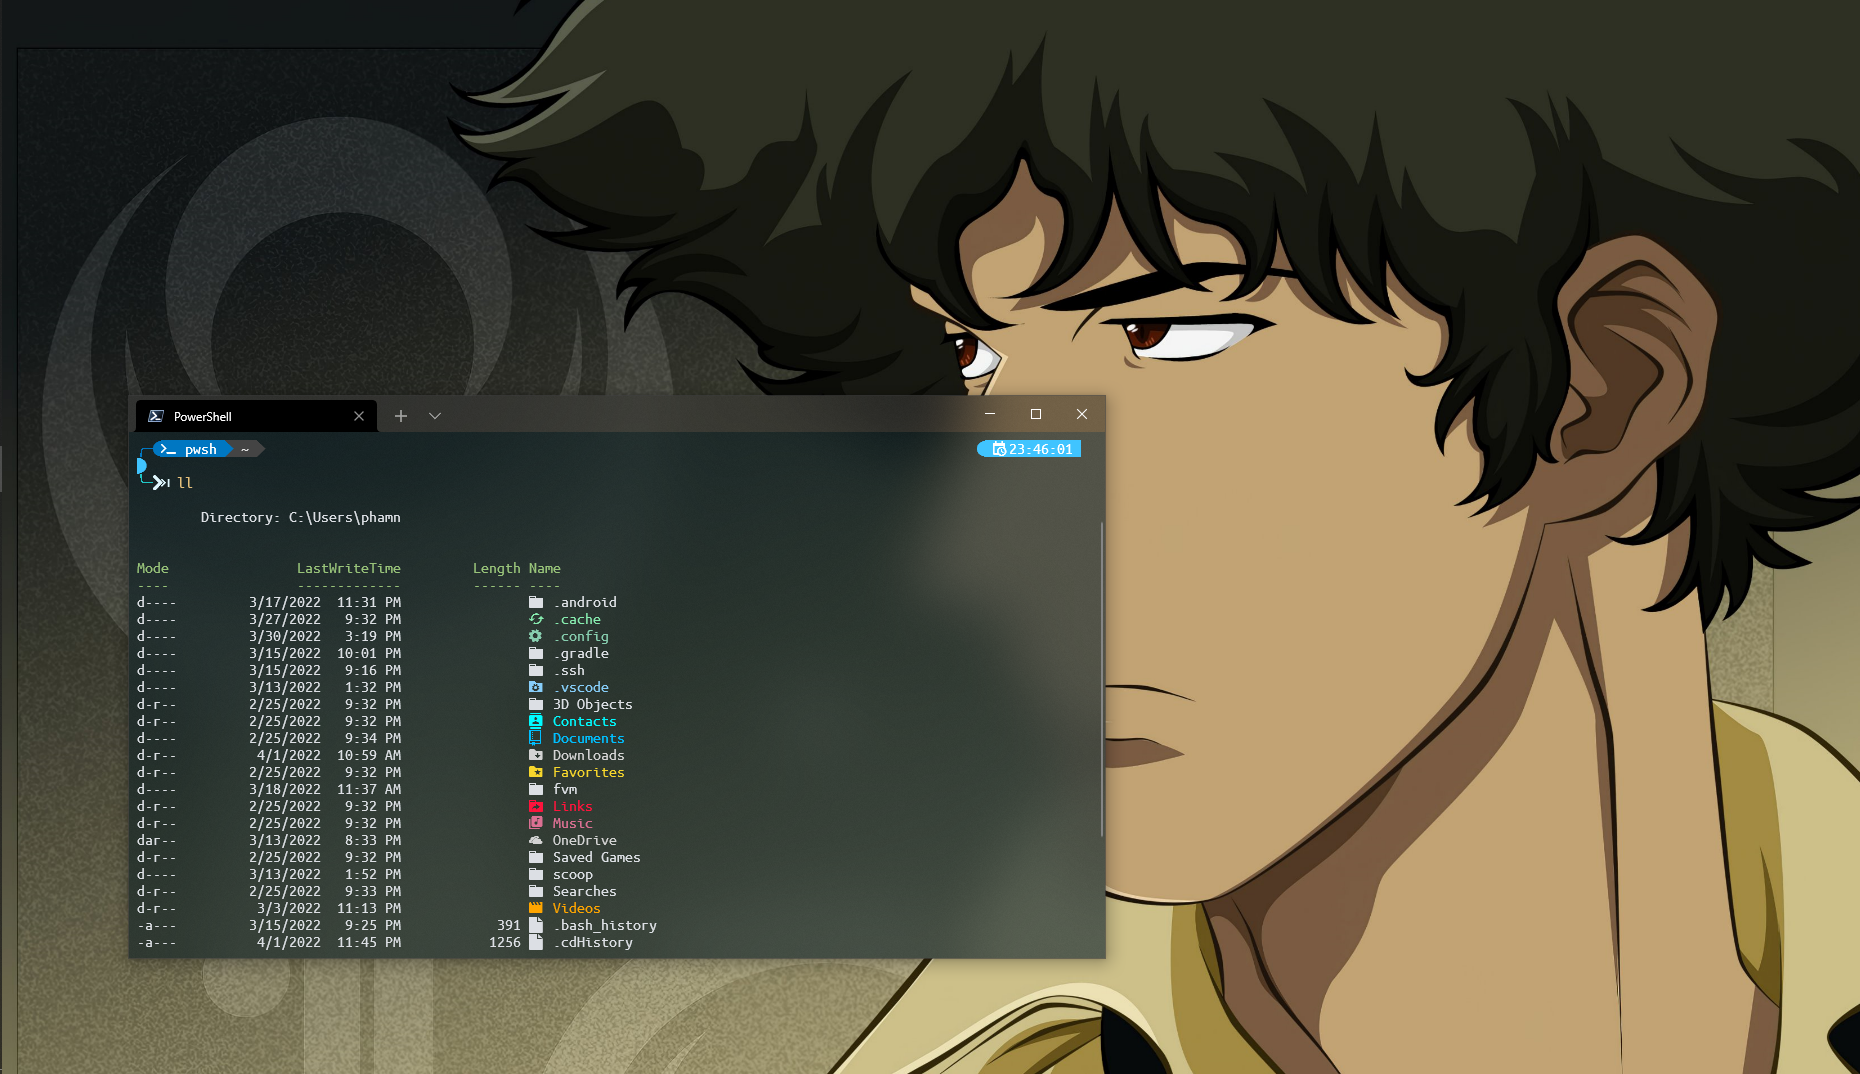 PowerShell
pwsh ~ 23:46:01
ll
Directory: C:\Users\phamn
Mode LastWriteTime Length Name
---- ------------- ------ ----
d---- 3/17/2022 11:31 PM .android
d---- 3/27/2022 9:32 PM .cache
d---- 3/30/2022 3:19 PM .config
d---- 3/15/2022 10:01 PM .gradle
d---- 3/15/2022 9:16 PM .ssh
d---- 3/13/2022 1:32 PM .vscode
d-r-- 2/25/2022 9:32 PM 3D Objects
d-r-- 2/25/2022 9:32 PM Contacts
d---- 2/25/2022 9:34 PM Documents
d-r-- 4/1/2022 10:59 AM Downloads
d-r-- 2/25/2022 9:32 PM Favorites
d---- 3/18/2022 11:37 AM fvm
d-r-- 2/25/2022 9:32 PM Links
d-r-- 2/25/2022 9:32 PM Music
dar-- 3/13/2022 8:33 PM OneDrive
d-r-- 2/25/2022 9:32 PM Saved Games
d---- 3/13/2022 1:52 PM scoop
d-r-- 2/25/2022 9:33 PM Searches
d-r-- 3/3/2022 11:13 PM Videos
-a--- 3/15/2022 9:25 PM 391 .bash_history
-a--- 4/1/2022 11:45 PM 1256 .cdHistory